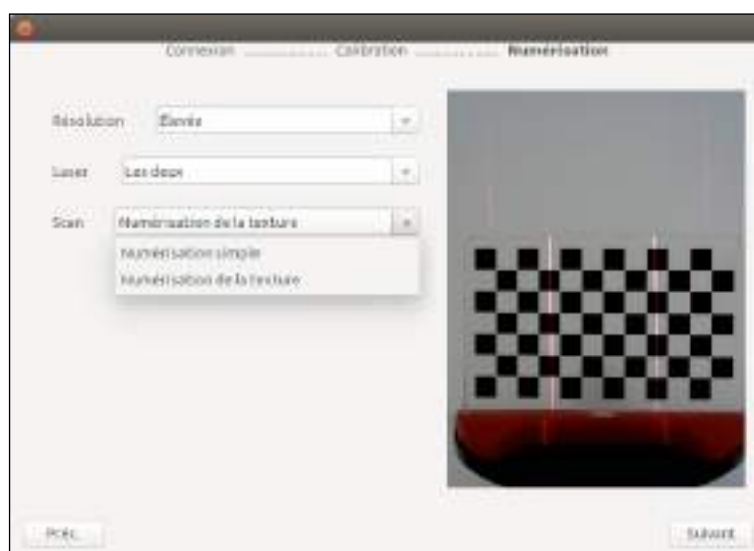 Connexion ............... Calibration ............... Numérisation
Résolution Élevée
Laser Les deux
Scan Numérisation de la texture
Numérisation simple
Numérisation de la texture
Préc.
Suivant